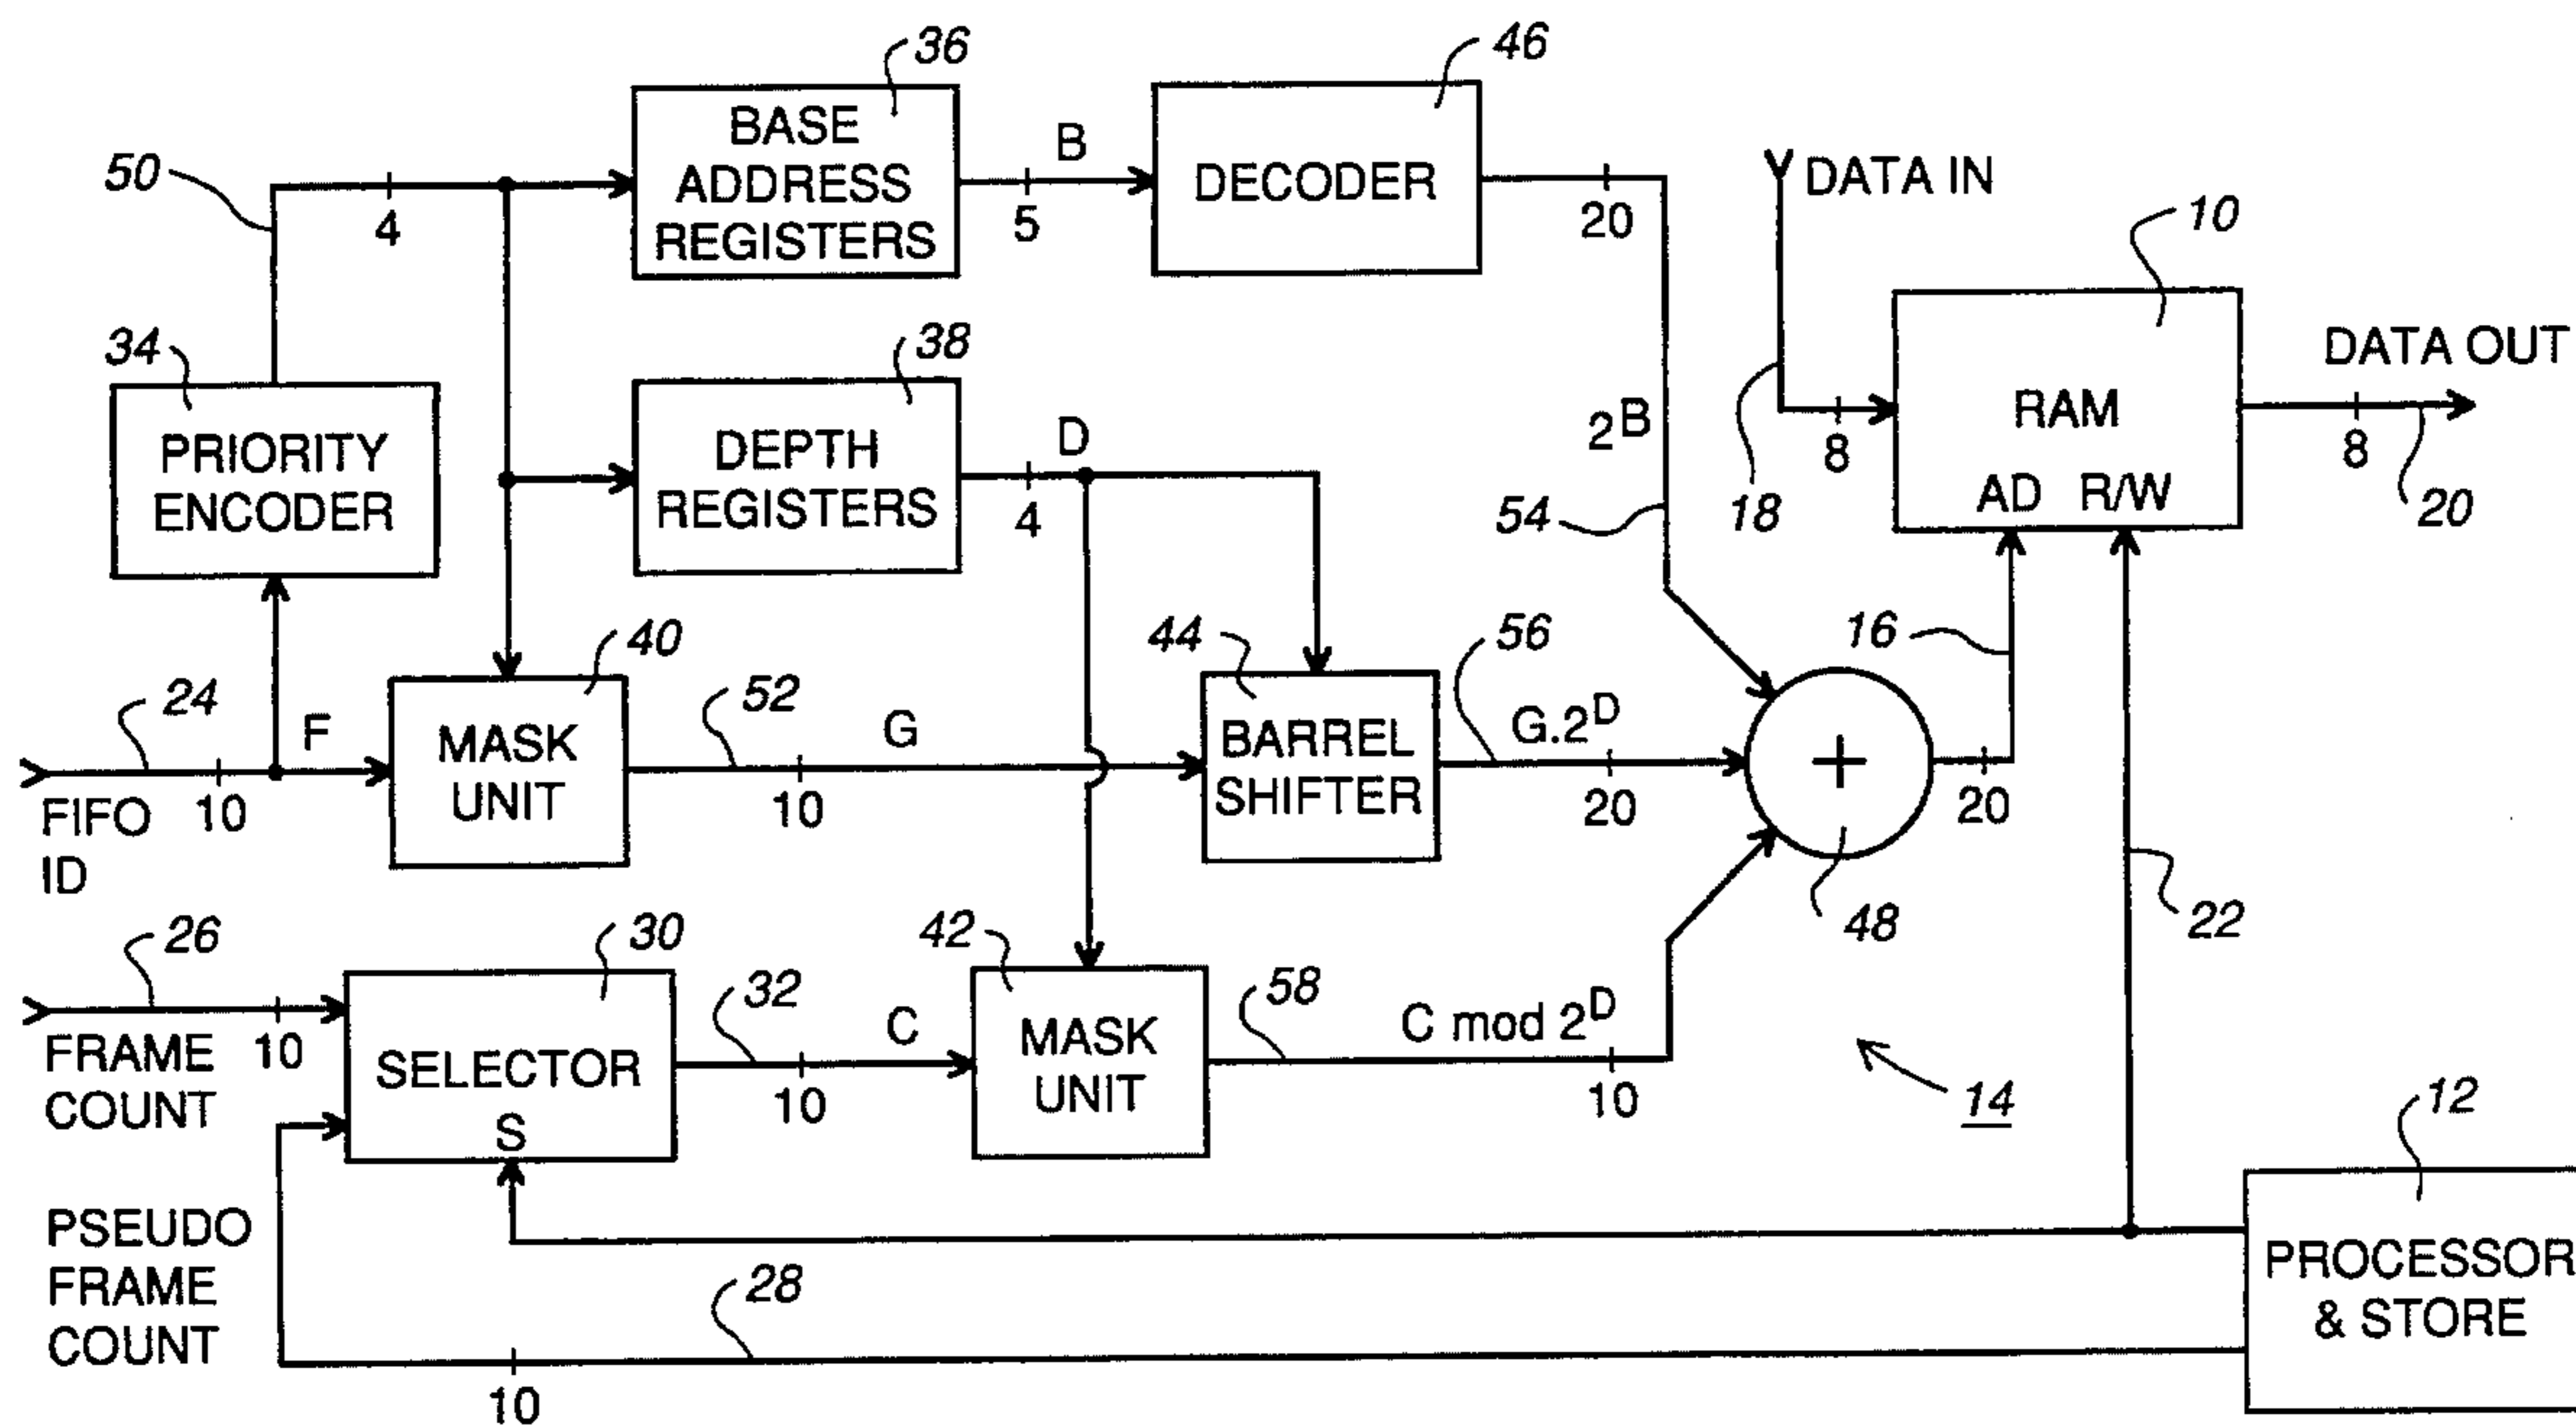 36
46
50
BASE
ADDRESS
REGISTERS
B
DECODER
DATA IN
4
5
20
10
34
38
DATA OUT
PRIORITY
ENCODER
DEPTH
REGISTERS
D
2^B
RAM
8
8
4
AD R/W
54
18
20
40
44
56
16
24
F
MASK
UNIT
52
G
BARREL
SHIFTER
G.2^D
+
FIFO
ID
10
10
20
20
48
22
26
30
42
32
C
58
C mod 2^D
FRAME
COUNT
10
SELECTOR
S
10
MASK
UNIT
10
14
12
PSEUDO
FRAME
COUNT
28
10
PROCESSOR
& STORE